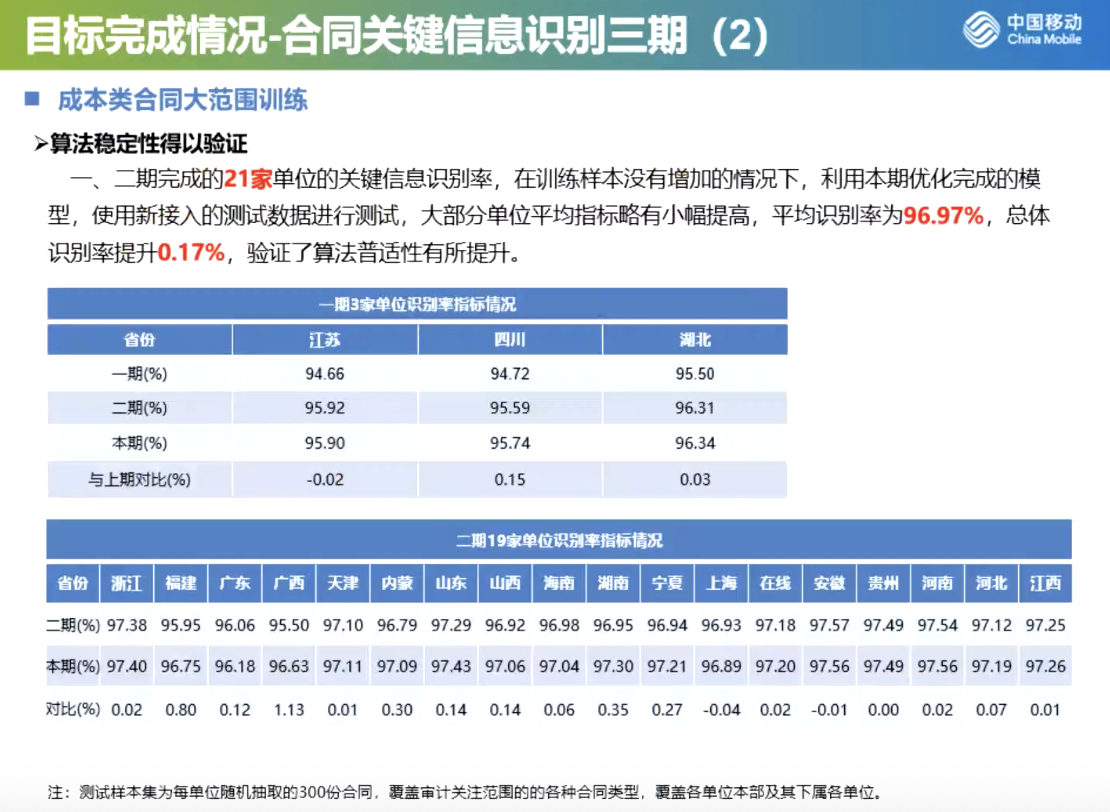 目标完成情况-合同关键信息识别三期（2）
中国移动
China Mobile
成本类合同大范围训练
算法稳定性得以验证
一、二期完成的21家单位的关键信息识别率，在训练样本没有增加的情况下，利用本期优化完成的模
型，使用新接入的测试数据进行测试，大部分单位平均指标略有小幅提高，平均识别率为96.97%，总体
识别率提升0.17%，验证了算法普适性有所提升。
一期3家单位识别率指标情况
省份 江苏 四川 湖北
一期(%) 94.66 94.72 95.50
二期(%) 95.92 95.59 96.31
本期(%) 95.90 95.74 96.34
与上期对比(%) -0.02 0.15 0.03
二期19家单位识别率指标情况
省份 浙江 福建 广东 广西 天津 内蒙 山东 山西 海南 湖南 宁夏 上海 在线 安徽 贵州 河南 河北 江西
二期(%) 97.38 95.95 96.06 95.50 97.10 96.79 97.29 96.92 96.98 96.95 96.94 96.93 97.18 97.57 97.49 97.54 97.12 97.25
本期(%) 97.40 96.75 96.18 96.63 97.11 97.09 97.43 97.06 97.04 97.30 97.21 96.89 97.20 97.56 97.49 97.56 97.19 97.26
对比(%) 0.02 0.80 0.12 1.13 0.01 0.30 0.14 0.14 0.06 0.35 0.27 -0.04 0.02 -0.01 0.00 0.02 0.07 0.01
注：测试样本集为每单位随机抽取的300份合同，覆盖审计关注范围的的各种合同类型，覆盖各单位本部及其下属各单位。